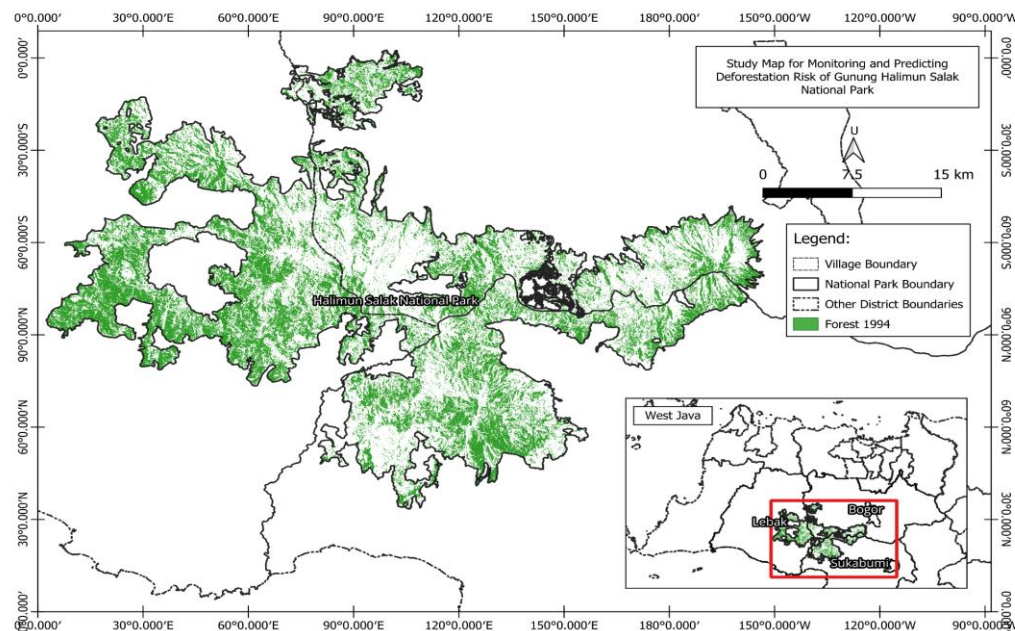 0°0.000' 30°0.000'E 60°0.000'E 90°0.000'E 120°0.000'E 150°0.000'E 180°0.000' 150°0.000'W 120°0.000'W 90°0.000'W
0°0.000'
30°0.000'S
60°0.000'S
90°0.000'N
60°0.000'N
30°0.000'N
0°0.000'
Study Map for Monitoring and Predicting
Deforestation Risk of Gunung Halimun Salak
National Park
U
0 7.5 15 km
Legend:
Village Boundary
National Park Boundary
Other District Boundaries
Forest 1994
Halimun Salak National Park
West Java
Bogor
Lebak
Sukabumi
0°0.000'
30°0.000'S
60°0.000'S
90°0.000'N
60°0.000'N
30°0.000'N
0°0.000'
0°0.000' 30°0.000'E 60°0.000'E 90°0.000'E 120°0.000'E 150°0.000'E 180°0.000' 150°0.000'W 120°0.000'W 90°0.000'W